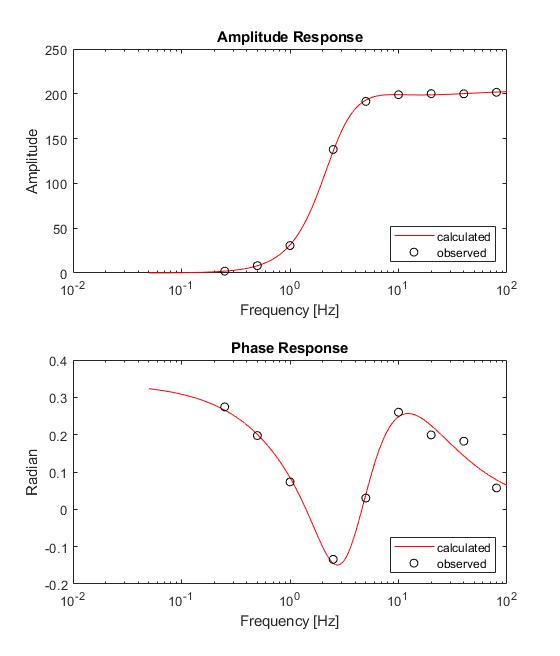 Amplitude Response
250
200
150
100
50
0
Amplitude
calculated
observed
10^-2 10^-1 10^0 10^1 10^2
Frequency [Hz]
Phase Response
0.4
0.3
0.2
0.1
0
-0.1
-0.2
Radian
calculated
observed
10^-2 10^-1 10^0 10^1 10^2
Frequency [Hz]